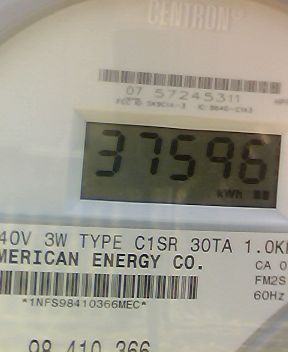 CENTRON®
07 57245311
37596
kWh
40V 3W TYPE C1SR 30TA 1.0K
MERICAN ENERGY CO.
CA 0
FM2S
*1NFS98410366MEC*
60Hz
98 410 366